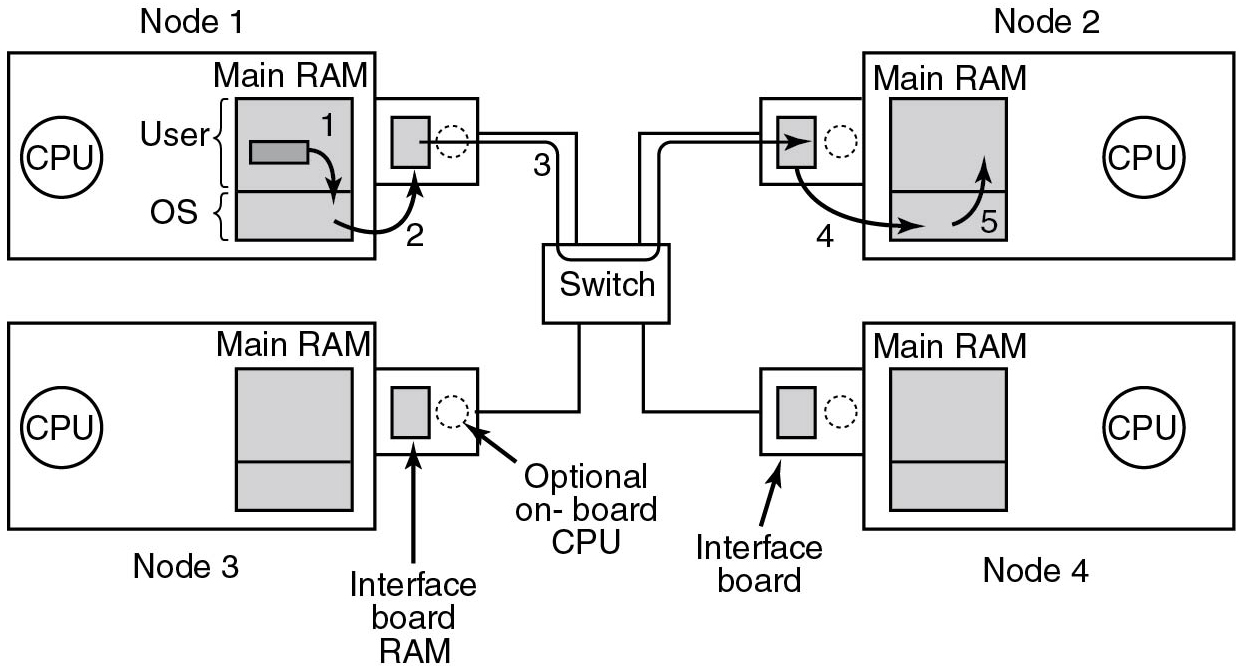 Node 1
Node 2
Main RAM
Main RAM
User
1
CPU
CPU
3
OS
2
4
5
Switch
Main RAM
Main RAM
CPU
CPU
Optional
on- board
CPU
Interface
board
Node 3
Node 4
Interface
board
RAM